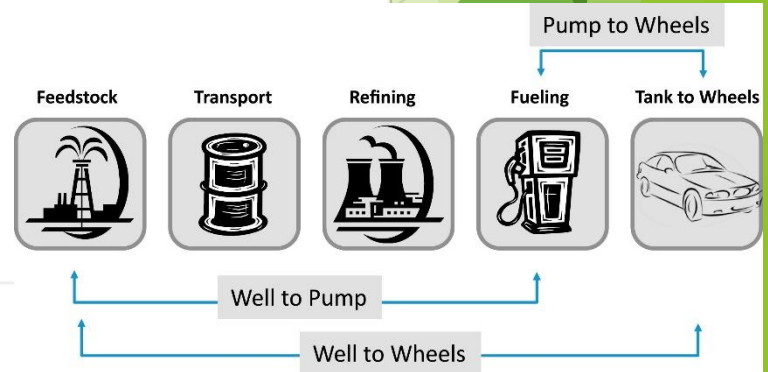 Pump to Wheels
Feedstock Transport Refining Fueling Tank to Wheels
Well to Pump
Well to Wheels